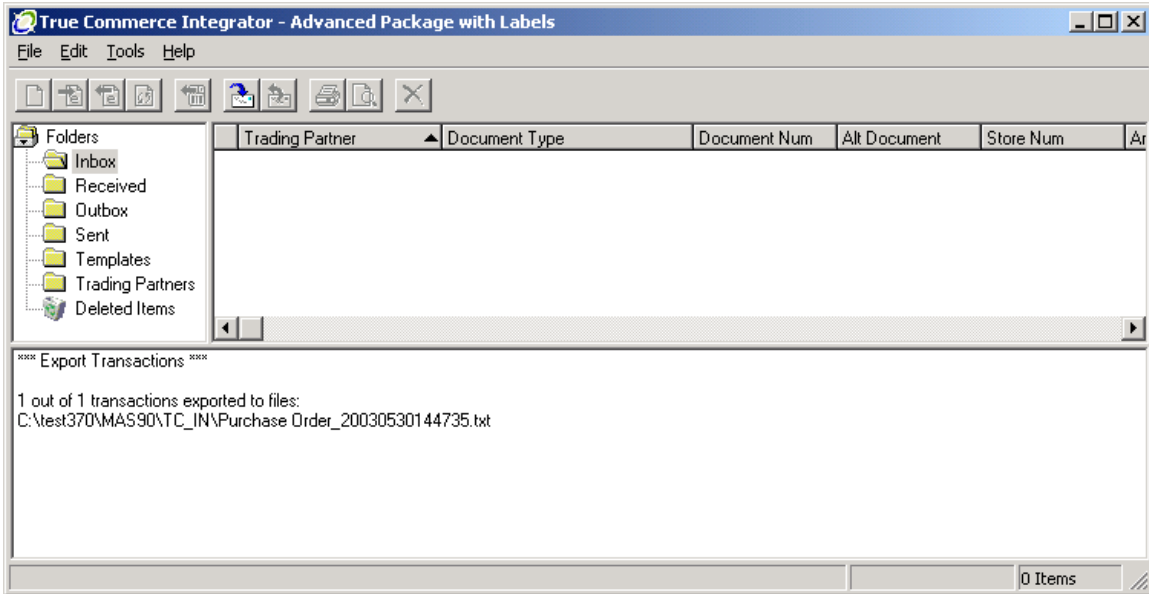 True Commerce Integrator - Advanced Package with Labels
File Edit Tools Help
Folders
Inbox
Received
Outbox
Sent
Templates
Trading Partners
Deleted Items
Trading Partner Document Type Document Num Alt Document Store Num
*** Export Transactions ***
1 out of 1 transactions exported to files:
C:\test370\MAS90\TC_IN\Purchase Order_20030530144735.txt
0 Items